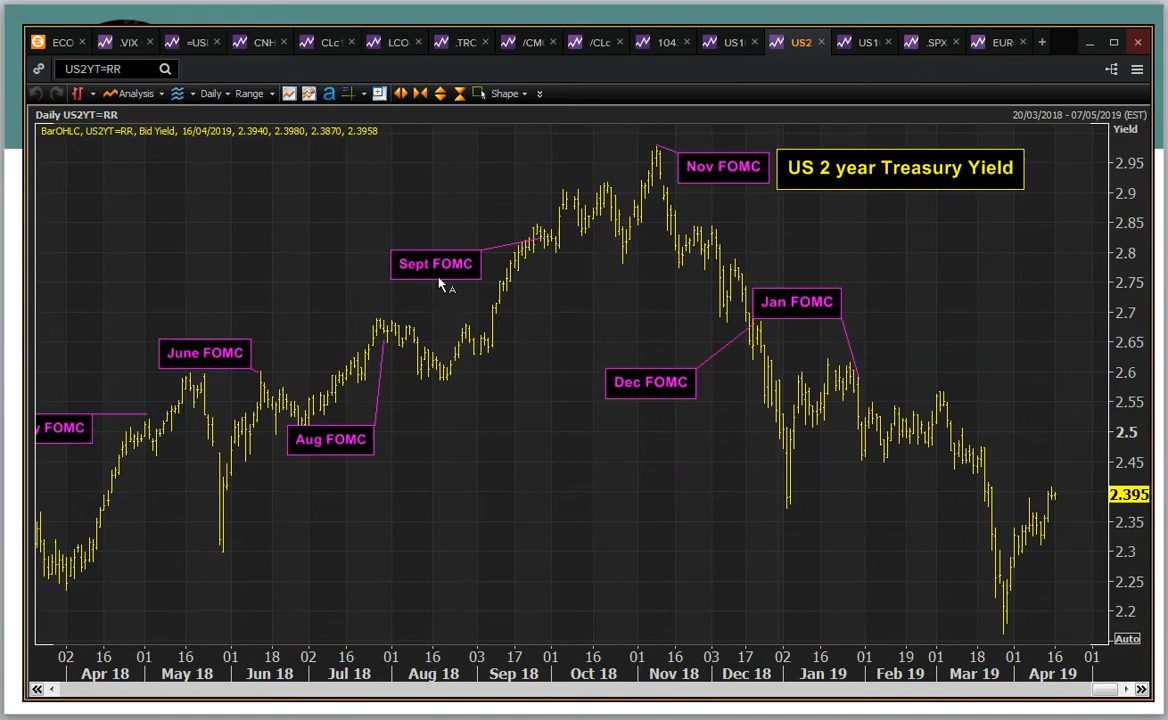 ECO
.VIX
=USI
CNH
CLc1
LCO
.TRC
/CM
/CLc
104
US1
US2
US1
.SPX
EUR
US2YT=RR
Analysis
Daily
Range
Shape
Daily US2YT=RR
20/03/2018 - 07/05/2019 (EST)
BarOHLC, US2YT=RR, Bid Yield, 16/04/2019, 2.3940, 2.3980, 2.3870, 2.3958
Yield
US 2 year Treasury Yield
Nov FOMC
Sept FOMC
Jan FOMC
June FOMC
Dec FOMC
y FOMC
Aug FOMC
2.95
2.9
2.85
2.8
2.75
2.7
2.65
2.6
2.55
2.5
2.45
2.395
2.35
2.3
2.25
2.2
Auto
02 16 01 16 01 18 02 16 01 16 03 17 01 16 01 16 03 17 02 16 01 19 01 18 01 16 01
Apr 18 May 18 Jun 18 Jul 18 Aug 18 Sep 18 Oct 18 Nov 18 Dec 18 Jan 19 Feb 19 Mar 19 Apr 19